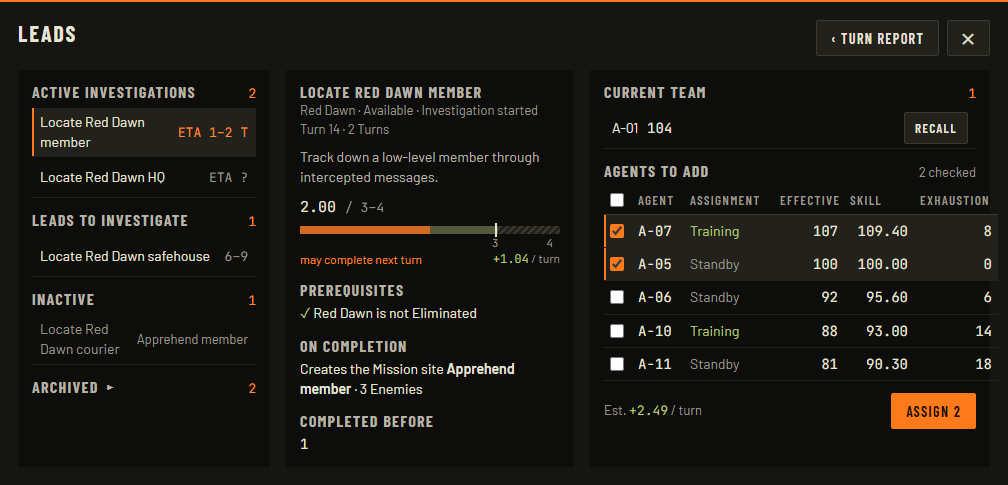 LEADS
‹ TURN REPORT
✕
ACTIVE INVESTIGATIONS 2
Locate Red Dawn member ETA 1–2 T
Locate Red Dawn HQ ETA ?
LEADS TO INVESTIGATE 1
Locate Red Dawn safehouse 6–9
INACTIVE 1
Locate Red Dawn courier Apprehend member
ARCHIVED ▸ 2
LOCATE RED DAWN MEMBER
Red Dawn · Available · Investigation started
Turn 14 · 2 Turns
Track down a low-level member through
intercepted messages.
2.00 / 3–4
3 4
may complete next turn +1.04 / turn
PREREQUISITES
✓ Red Dawn is not Eliminated
ON COMPLETION
Creates the Mission site Apprehend
member · 3 Enemies
COMPLETED BEFORE
1
CURRENT TEAM 1
A-01 104 RECALL
AGENTS TO ADD 2 checked
AGENT ASSIGNMENT EFFECTIVE SKILL EXHAUSTION
A-07 Training 107 109.40 8
A-05 Standby 100 100.00 0
A-06 Standby 92 95.60 6
A-10 Training 88 93.00 14
A-11 Standby 81 90.30 18
Est. +2.49 / turn ASSIGN 2